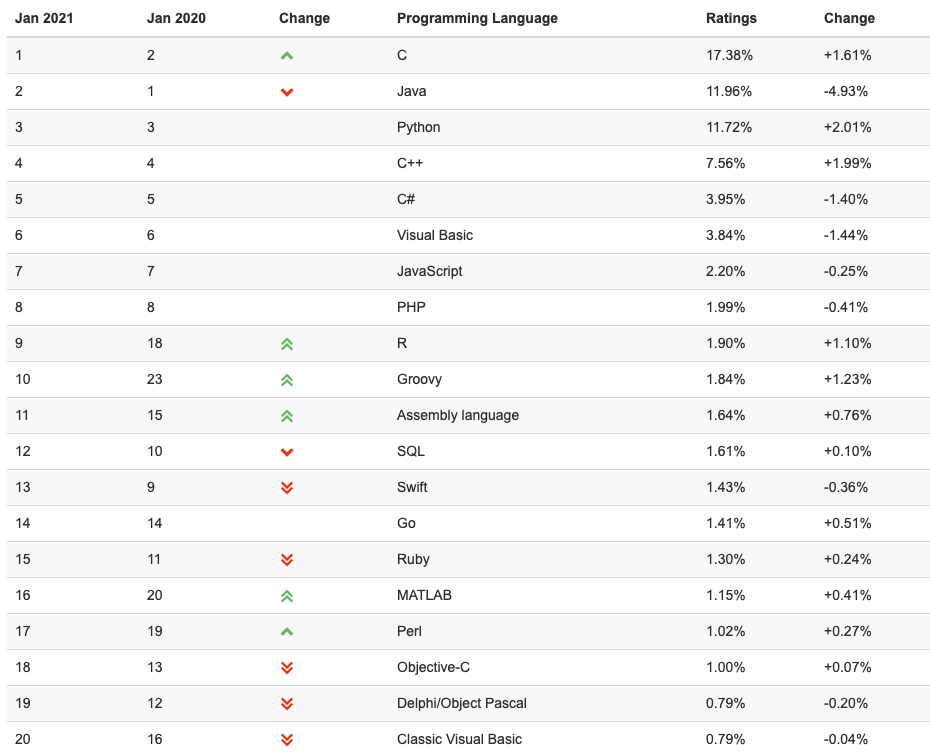 Jan 2021 Jan 2020 Change Programming Language Ratings Change
1 2 C 17.38% +1.61%
2 1 Java 11.96% -4.93%
3 3 Python 11.72% +2.01%
4 4 C++ 7.56% +1.99%
5 5 C# 3.95% -1.40%
6 6 Visual Basic 3.84% -1.44%
7 7 JavaScript 2.20% -0.25%
8 8 PHP 1.99% -0.41%
9 18 R 1.90% +1.10%
10 23 Groovy 1.84% +1.23%
11 15 Assembly language 1.64% +0.76%
12 10 SQL 1.61% +0.10%
13 9 Swift 1.43% -0.36%
14 14 Go 1.41% +0.51%
15 11 Ruby 1.30% +0.24%
16 20 MATLAB 1.15% +0.41%
17 19 Perl 1.02% +0.27%
18 13 Objective-C 1.00% +0.07%
19 12 Delphi/Object Pascal 0.79% -0.20%
20 16 Classic Visual Basic 0.79% -0.04%